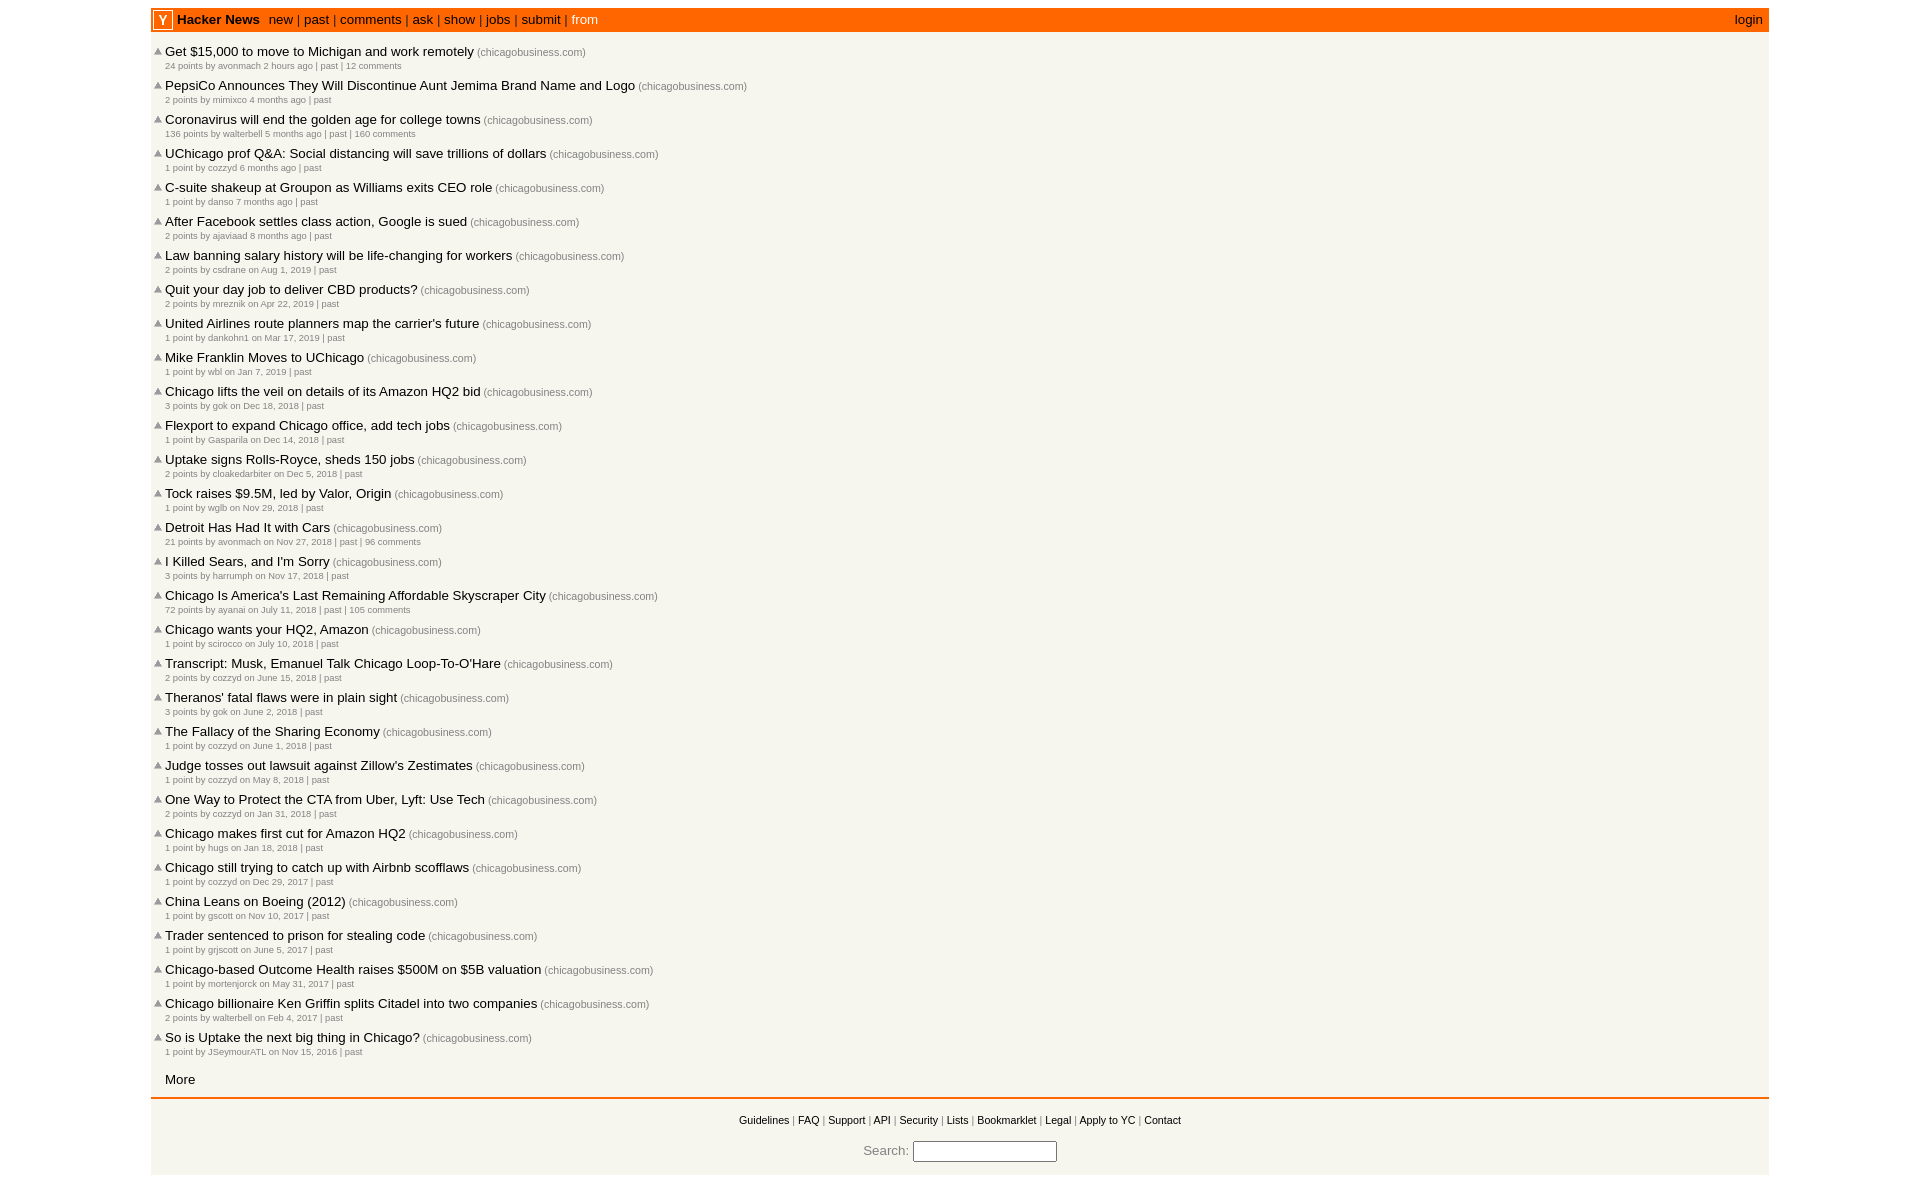 Y Hacker News new | past | comments | ask | show | jobs | submit | from login
Get $15,000 to move to Michigan and work remotely (chicagobusiness.com)
24 points by avonmach 2 hours ago | past | 12 comments
PepsiCo Announces They Will Discontinue Aunt Jemima Brand Name and Logo (chicagobusiness.com)
2 points by mimixco 4 months ago | past
Coronavirus will end the golden age for college towns (chicagobusiness.com)
136 points by walterbell 5 months ago | past | 160 comments
UChicago prof Q&A: Social distancing will save trillions of dollars (chicagobusiness.com)
1 point by cozzyd 6 months ago | past
C-suite shakeup at Groupon as Williams exits CEO role (chicagobusiness.com)
1 point by danso 7 months ago | past
After Facebook settles class action, Google is sued (chicagobusiness.com)
2 points by ajaviaad 8 months ago | past
Law banning salary history will be life-changing for workers (chicagobusiness.com)
2 points by csdrane on Aug 1, 2019 | past
Quit your day job to deliver CBD products? (chicagobusiness.com)
2 points by mreznik on Apr 22, 2019 | past
United Airlines route planners map the carrier's future (chicagobusiness.com)
1 point by dankohn1 on Mar 17, 2019 | past
Mike Franklin Moves to UChicago (chicagobusiness.com)
1 point by wbl on Jan 7, 2019 | past
Chicago lifts the veil on details of its Amazon HQ2 bid (chicagobusiness.com)
3 points by gok on Dec 18, 2018 | past
Flexport to expand Chicago office, add tech jobs (chicagobusiness.com)
1 point by Gasparila on Dec 14, 2018 | past
Uptake signs Rolls-Royce, sheds 150 jobs (chicagobusiness.com)
2 points by cloakedarbiter on Dec 5, 2018 | past
Tock raises $9.5M, led by Valor, Origin (chicagobusiness.com)
1 point by wglb on Nov 29, 2018 | past
Detroit Has Had It with Cars (chicagobusiness.com)
21 points by avonmach on Nov 27, 2018 | past | 96 comments
I Killed Sears, and I'm Sorry (chicagobusiness.com)
3 points by harrumph on Nov 17, 2018 | past
Chicago Is America's Last Remaining Affordable Skyscraper City (chicagobusiness.com)
72 points by ayanai on July 11, 2018 | past | 105 comments
Chicago wants your HQ2, Amazon (chicagobusiness.com)
1 point by scirocco on July 10, 2018 | past
Transcript: Musk, Emanuel Talk Chicago Loop-To-O'Hare (chicagobusiness.com)
2 points by cozzyd on June 15, 2018 | past
Theranos' fatal flaws were in plain sight (chicagobusiness.com)
3 points by gok on June 2, 2018 | past
The Fallacy of the Sharing Economy (chicagobusiness.com)
1 point by cozzyd on June 1, 2018 | past
Judge tosses out lawsuit against Zillow's Zestimates (chicagobusiness.com)
1 point by cozzyd on May 8, 2018 | past
One Way to Protect the CTA from Uber, Lyft: Use Tech (chicagobusiness.com)
2 points by cozzyd on Jan 31, 2018 | past
Chicago makes first cut for Amazon HQ2 (chicagobusiness.com)
1 point by hugs on Jan 18, 2018 | past
Chicago still trying to catch up with Airbnb scofflaws (chicagobusiness.com)
1 point by cozzyd on Dec 29, 2017 | past
China Leans on Boeing (2012) (chicagobusiness.com)
1 point by gscott on Nov 10, 2017 | past
Trader sentenced to prison for stealing code (chicagobusiness.com)
1 point by grjscott on June 5, 2017 | past
Chicago-based Outcome Health raises $500M on $5B valuation (chicagobusiness.com)
1 point by mortenjorck on May 31, 2017 | past
Chicago billionaire Ken Griffin splits Citadel into two companies (chicagobusiness.com)
2 points by walterbell on Feb 4, 2017 | past
So is Uptake the next big thing in Chicago? (chicagobusiness.com)
1 point by JSeymourATL on Nov 15, 2016 | past
More
Guidelines | FAQ | Support | API | Security | Lists | Bookmarklet | Legal | Apply to YC | Contact
Search: